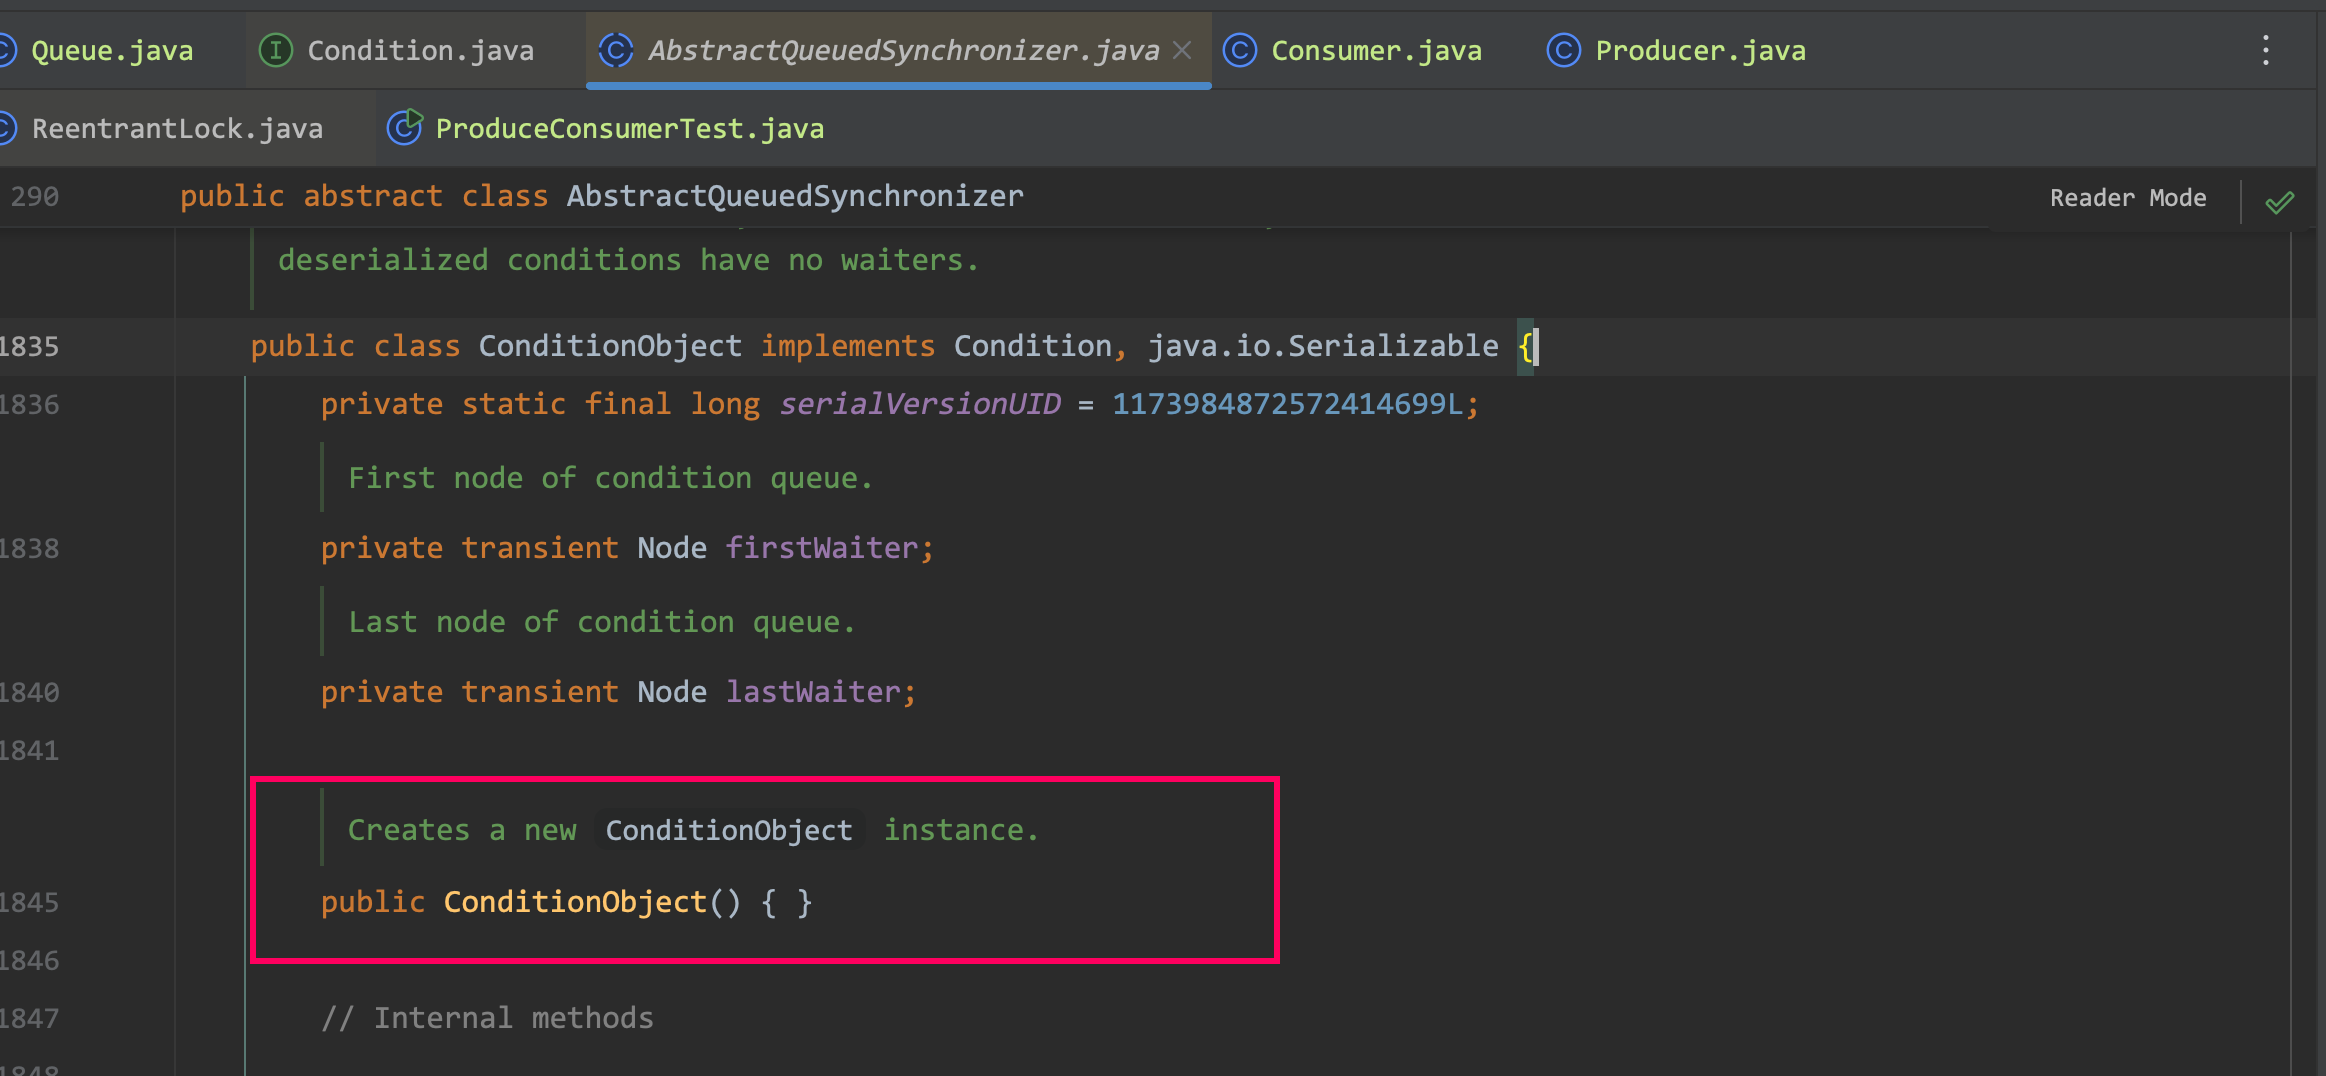 Queue.java Condition.java AbstractQueuedSynchronizer.java Consumer.java Producer.java
ReentrantLock.java ProduceConsumerTest.java
290 public abstract class AbstractQueuedSynchronizer Reader Mode
deserialized conditions have no waiters.
1835 public class ConditionObject implements Condition, java.io.Serializable {
1836 private static final long serialVersionUID = 1173984872572414699L;
First node of condition queue.
1838 private transient Node firstWaiter;
Last node of condition queue.
1840 private transient Node lastWaiter;
1841
Creates a new ConditionObject instance.
1845 public ConditionObject() { }
1846
1847 // Internal methods
1848